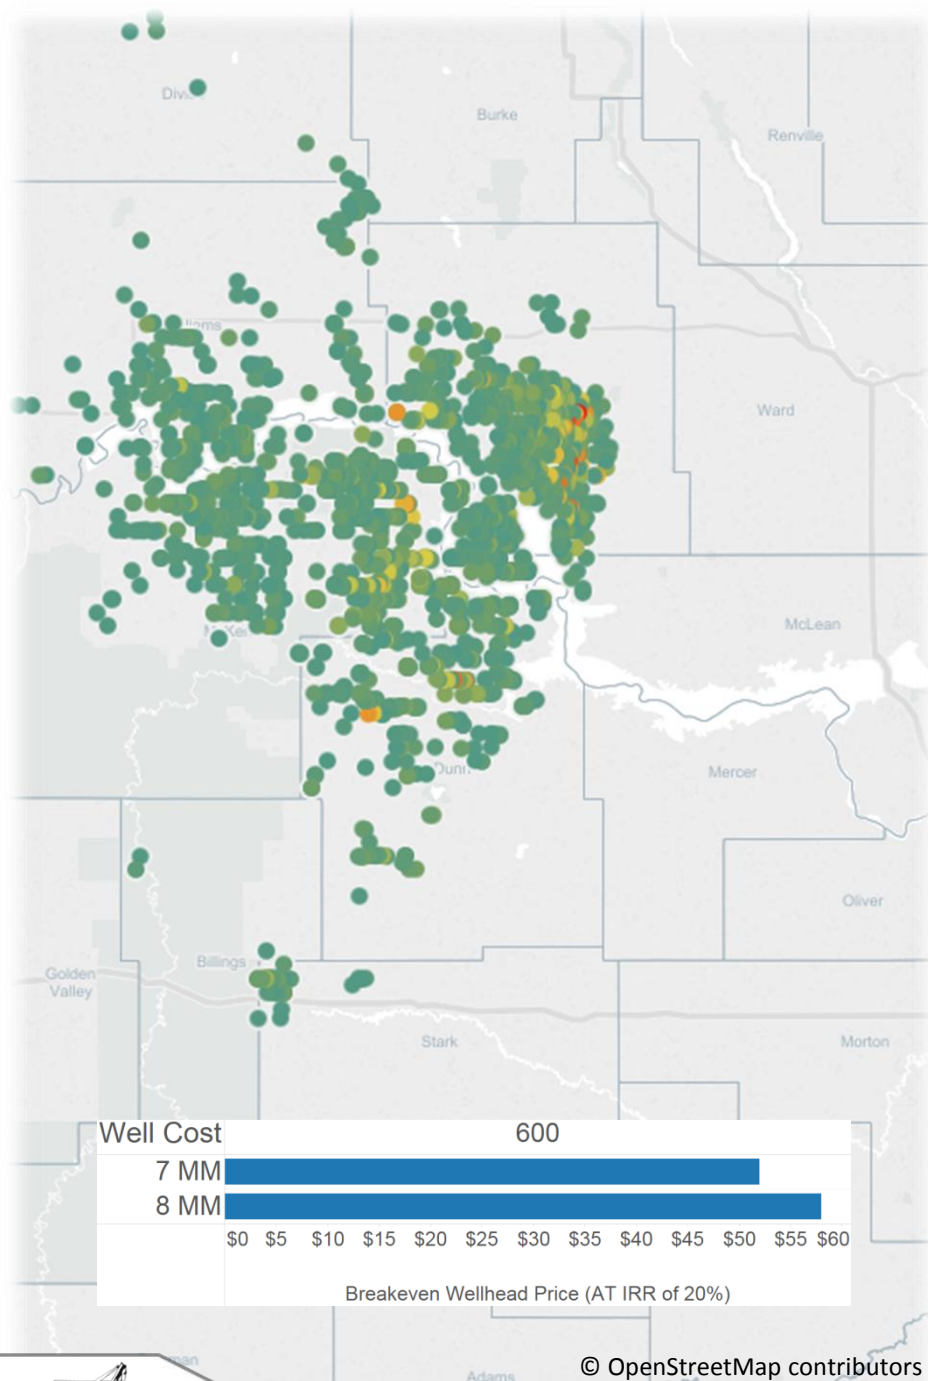 Burke
Renville
Ward
McLean
Dunn
Mercer
Oliver
Billings
Golden
Valley
Stark
Morton
Well Cost
600
7 MM
8 MM
$0 $5 $10 $15 $20 $25 $30 $35 $40 $45 $50 $55 $60
Breakeven Wellhead Price (AT IRR of 20%)
© OpenStreetMap contributors
Adams